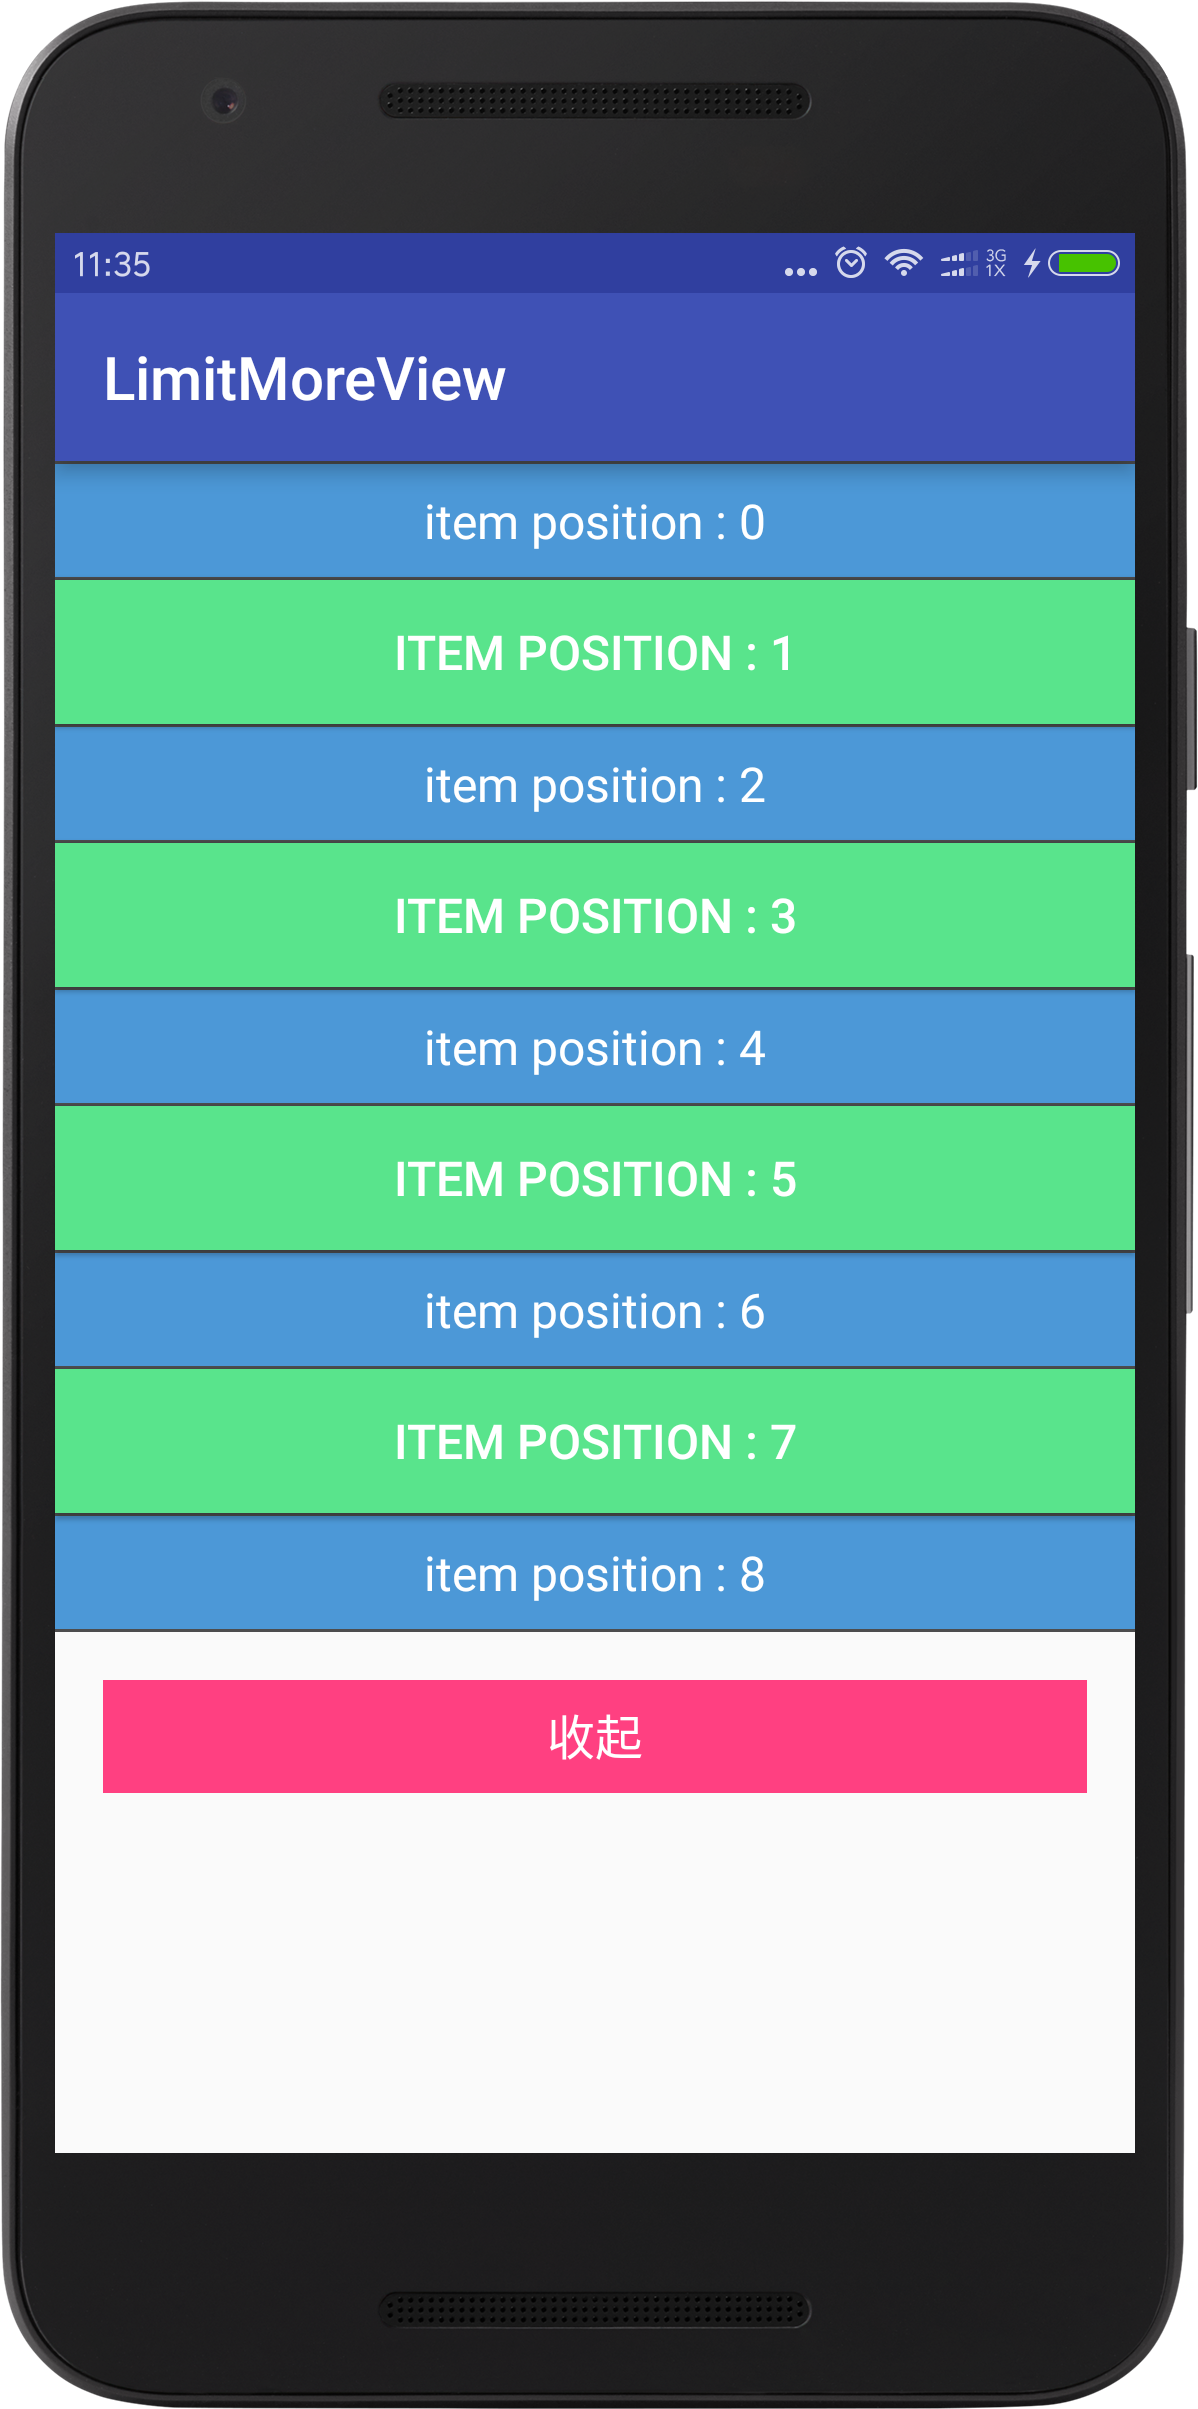 11:35
3G
1X
LimitMoreView
item position : 0
ITEM POSITION : 1
item position : 2
ITEM POSITION : 3
item position : 4
ITEM POSITION : 5
item position : 6
ITEM POSITION : 7
item position : 8
收起